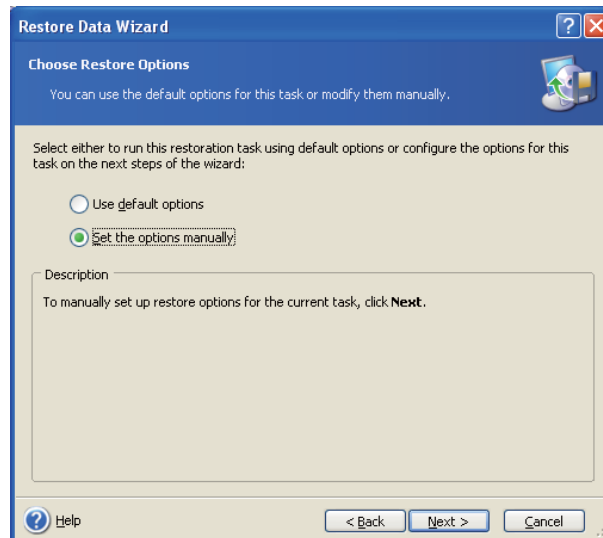 Restore Data Wizard
Choose Restore Options
You can use the default options for this task or modify them manually.
Select either to run this restoration task using default options or configure the options for this
task on the next steps of the wizard:
Use default options
Set the options manually
Description
To manually set up restore options for the current task, click Next.
Help
< Back
Next >
Cancel